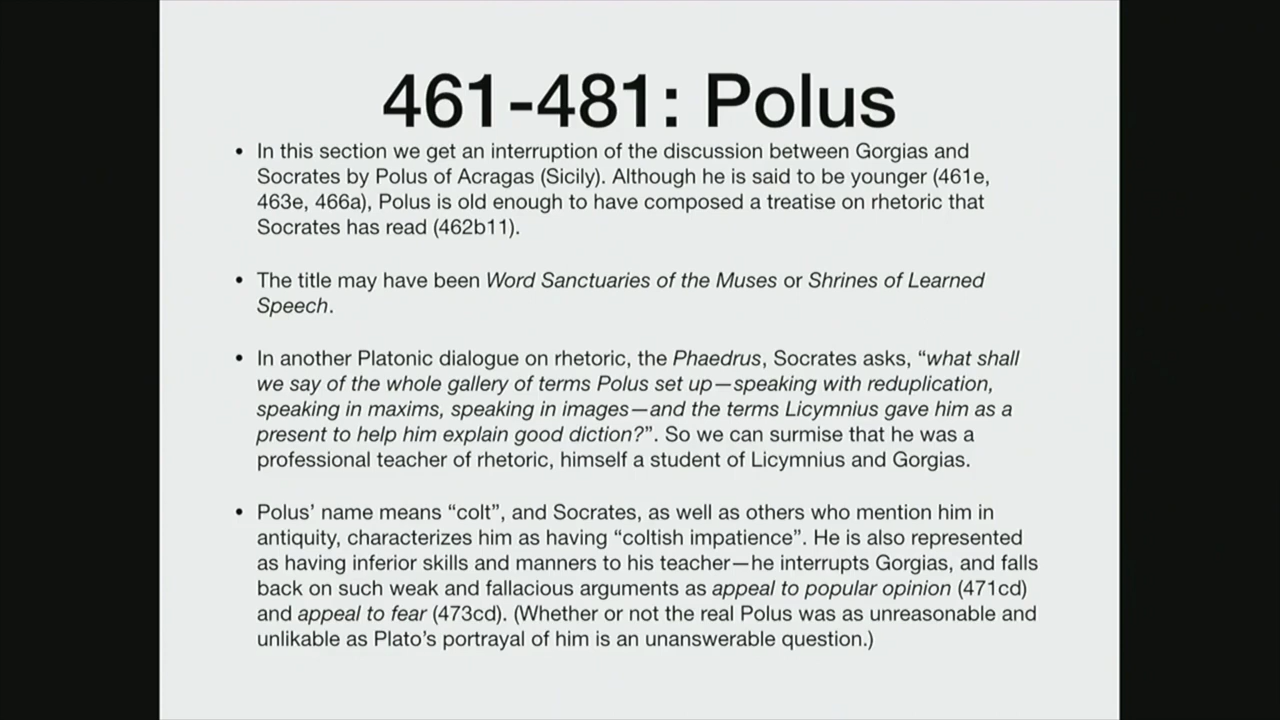 461-481: Polus
• In this section we get an interruption of the discussion between Gorgias and
Socrates by Polus of Acragas (Sicily). Although he is said to be younger (461e,
463e, 466a), Polus is old enough to have composed a treatise on rhetoric that
Socrates has read (462b11).
• The title may have been Word Sanctuaries of the Muses or Shrines of Learned
Speech.
• In another Platonic dialogue on rhetoric, the Phaedrus, Socrates asks, “what shall
we say of the whole gallery of terms Polus set up—speaking with reduplication,
speaking in maxims, speaking in images—and the terms Licymnius gave him as a
present to help him explain good diction?”. So we can surmise that he was a
professional teacher of rhetoric, himself a student of Licymnius and Gorgias.
• Polus’ name means “colt”, and Socrates, as well as others who mention him in
antiquity, characterizes him as having “coltish impatience”. He is also represented
as having inferior skills and manners to his teacher—he interrupts Gorgias, and falls
back on such weak and fallacious arguments as appeal to popular opinion (471cd)
and appeal to fear (473cd). (Whether or not the real Polus was as unreasonable and
unlikable as Plato’s portrayal of him is an unanswerable question.)